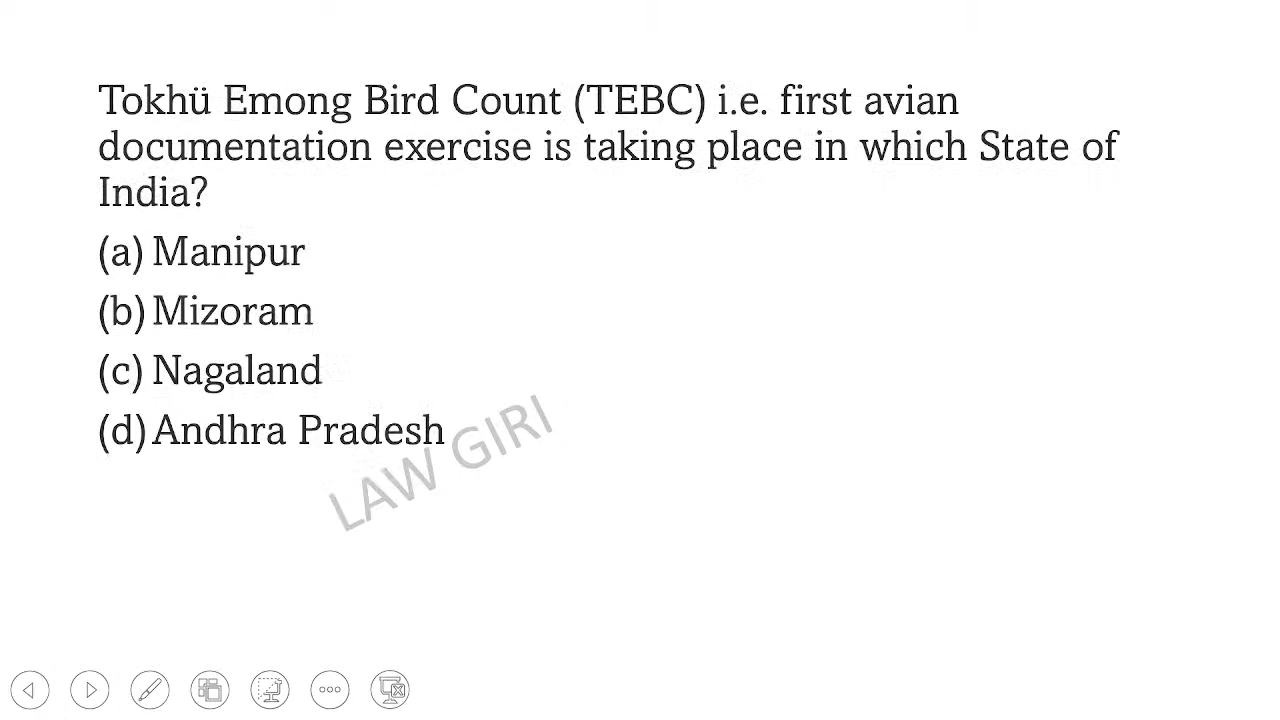 Tokhü Emong Bird Count (TEBC) i.e. first avian
documentation exercise is taking place in which State of
India?
(a) Manipur
(b) Mizoram
(c) Nagaland
(d) Andhra Pradesh
LAW GIRI